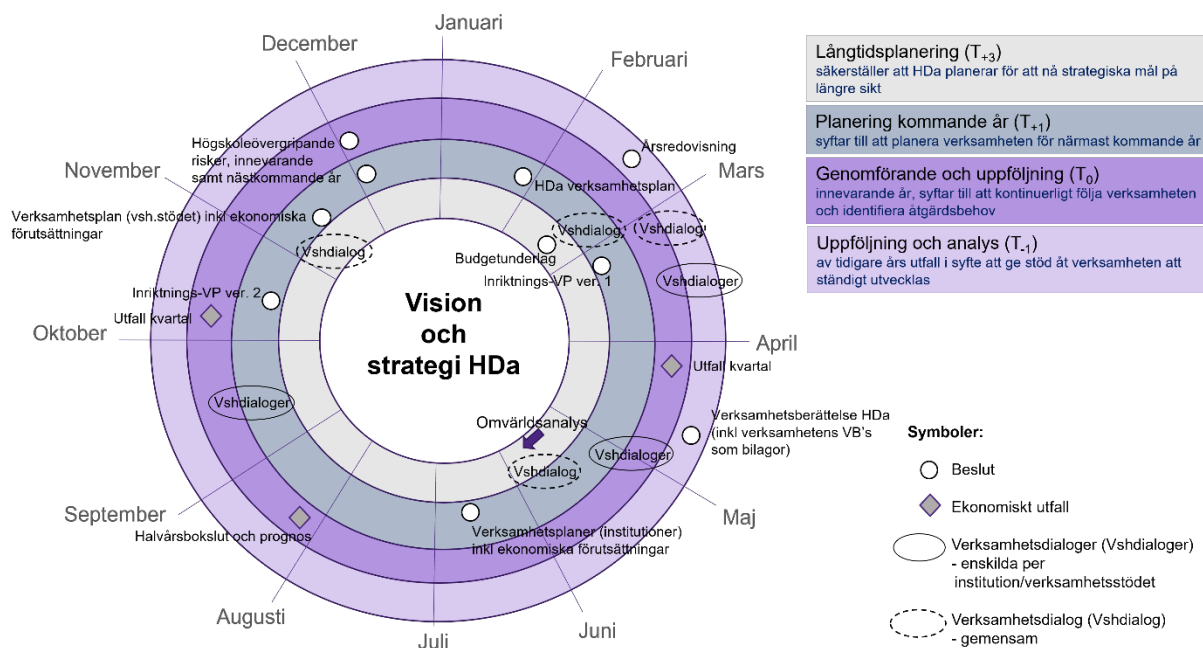 Januari
Februari
Mars
April
Maj
Juni
Juli
Augusti
September
Oktober
November
December
Årsredovisning
Högskoleövergripande
risker, innevarande
samt nästkommande år
HDa verksamhetsplan
Verksamhetsplan (vsh.stödet) inkl ekonomiska
förutsättningar
Vshdialog
Vshdialog
Vshdialog
Budgetunderlag
Inriktnings-VP ver. 1
Vshdialoger
Inriktnings-VP ver. 2
Utfall kvartal
Vision
och
strategi HDa
Utfall kvartal
Vshdialoger
Omvärldsanalys
Verksamhetsberättelse HDa
(inkl verksamhetens VB's
som bilagor)
Vshdialoger
Vshdialog
Halvårsbokslut och prognos
Verksamhetsplaner (institutioner)
inkl ekonomiska förutsättningar
Långtidsplanering (T+3)
säkerställer att HDa planerar för att nå strategiska mål på
längre sikt
Planering kommande år (T+1)
syftar till att planera verksamheten för närmast kommande år
Genomförande och uppföljning (T0)
innevarande år, syftar till att kontinuerligt följa verksamheten
och identifiera åtgärdsbehov
Uppföljning och analys (T-1)
av tidigare års utfall i syfte att ge stöd åt verksamheten att
ständigt utvecklas
Symboler:
Beslut
Ekonomiskt utfall
Verksamhetsdialoger (Vshdialoger)
- enskilda per
institution/verksamhetsstödet
Verksamhetsdialog (Vshdialog)
- gemensam